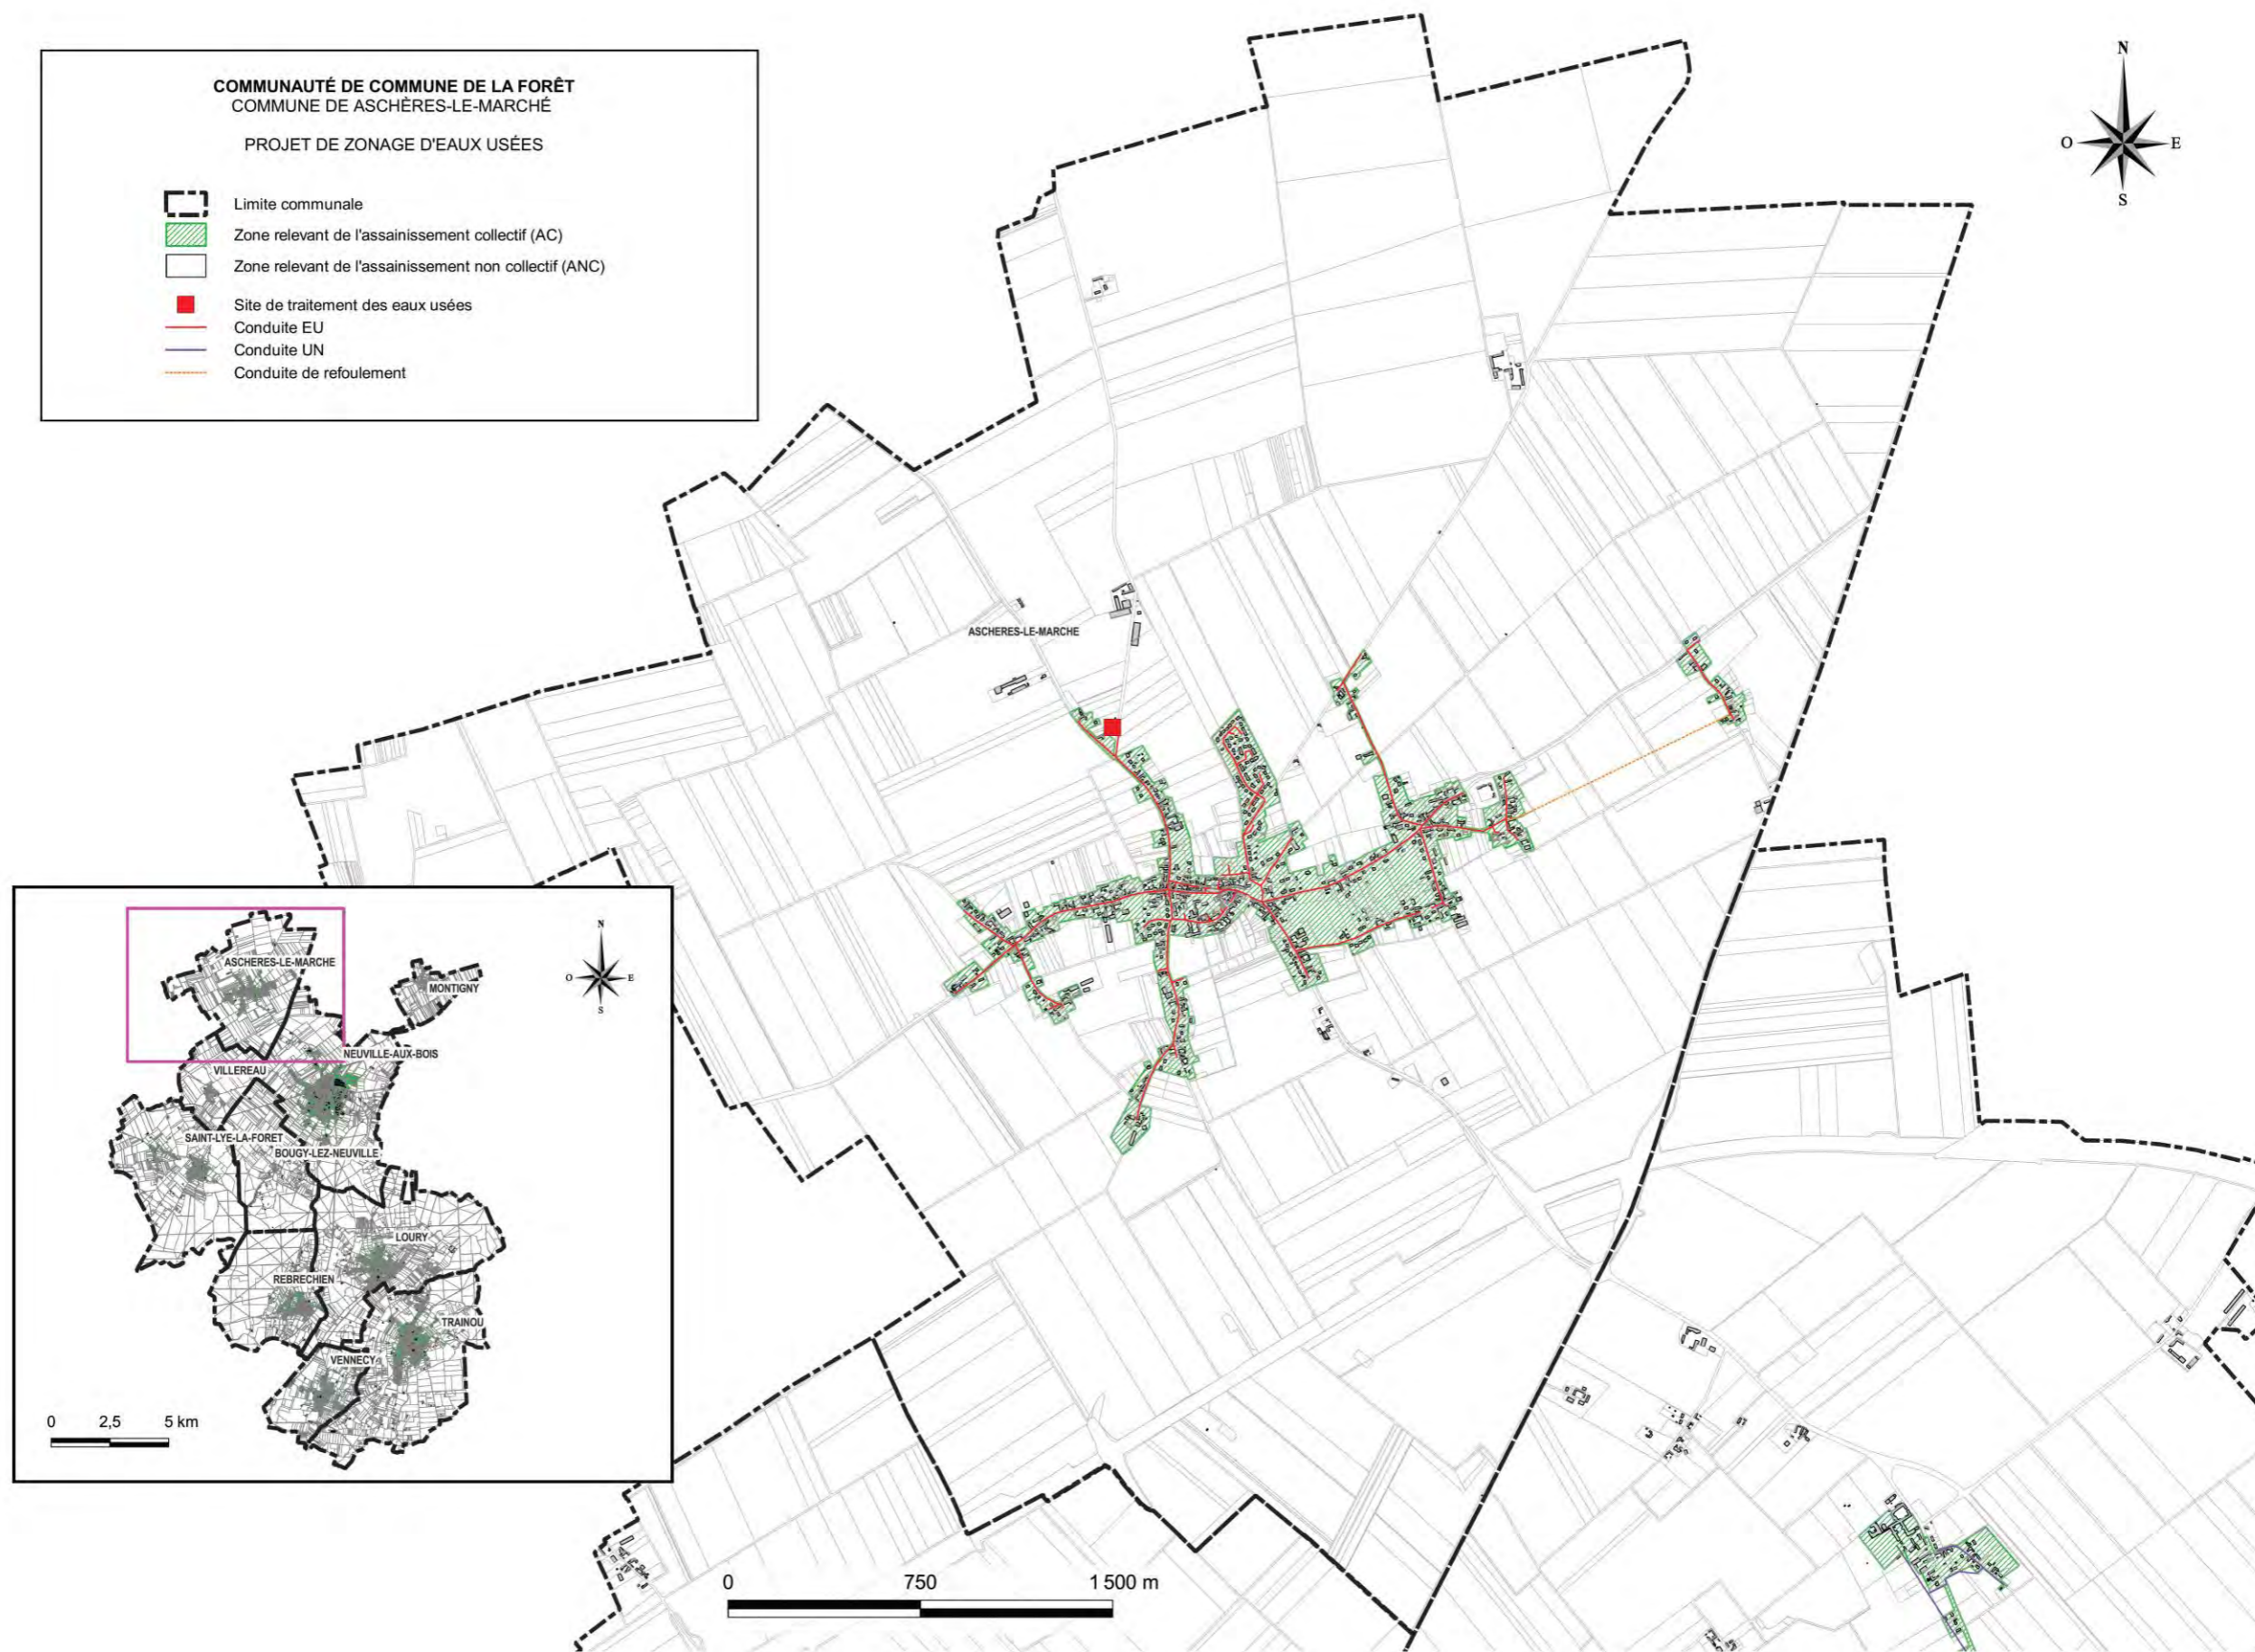 COMMUNAUTÉ DE COMMUNE DE LA FORÊT
COMMUNE DE ASCHÈRES-LE-MARCHÉ
PROJET DE ZONAGE D'EAUX USÉES
Limite communale
Zone relevant de l'assainissement collectif (AC)
Zone relevant de l'assainissement non collectif (ANC)
Site de traitement des eaux usées
Conduite EU
Conduite UN
Conduite de refoulement
N
O E
S
ASCHERES-LE-MARCHE
N
O E
S
ASCHERES-LE-MARCHE
MONTIGNY
NEUVILLE-AUX-BOIS
VILLEREAU
SAINT-LYE-LA-FORET
BOUGY-LEZ-NEUVILLE
LOURY
REBRECHIEN
TRAINOU
VENNECY
0 2,5 5 km
0 750 1 500 m